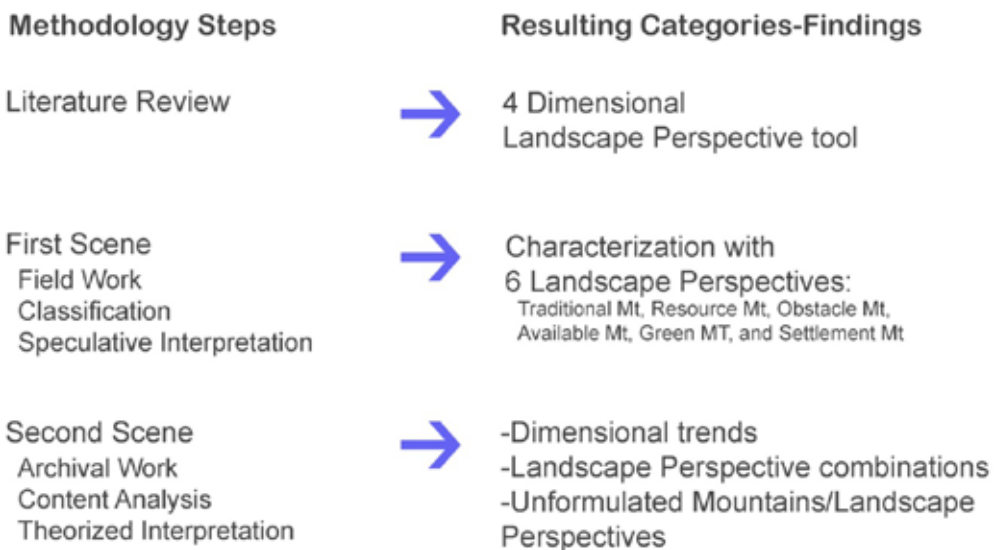 Methodology Steps
Resulting Categories-Findings
Literature Review
4 Dimensional
Landscape Perspective tool
First Scene
Field Work
Classification
Speculative Interpretation
Characterization with
6 Landscape Perspectives:
Traditional Mt, Resource Mt, Obstacle Mt,
Available Mt, Green MT, and Settlement Mt
Second Scene
Archival Work
Content Analysis
Theorized Interpretation
-Dimensional trends
-Landscape Perspective combinations
-Unformulated Mountains/Landscape
Perspectives